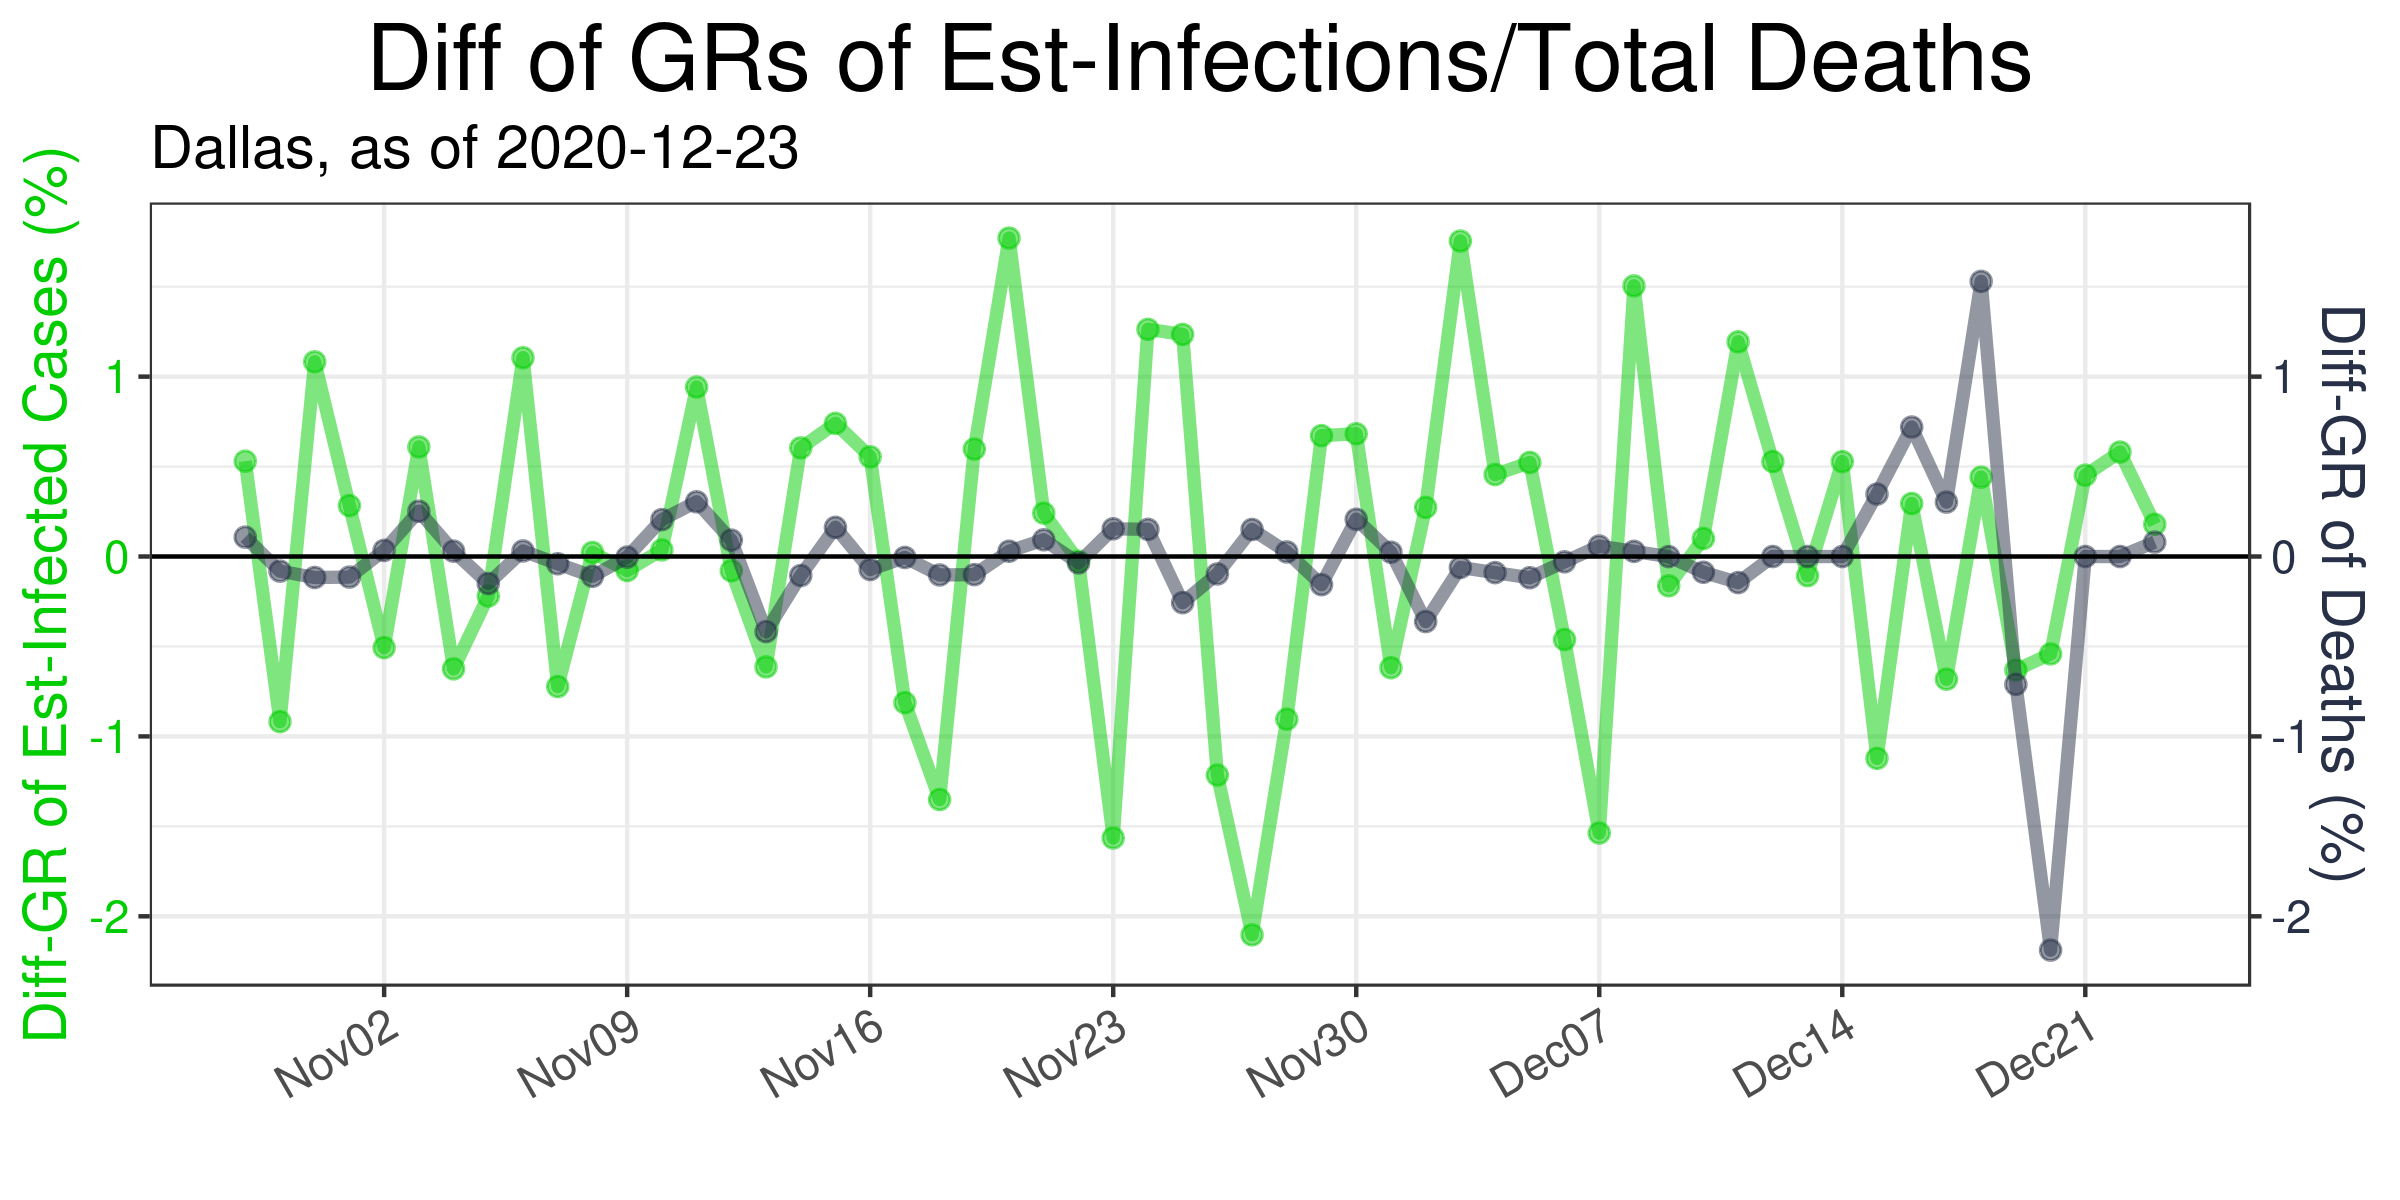 Diff of GRs of Est-Infections/Total Deaths
Dallas, as of 2020-12-23
Diff-GR of Est-Infected Cases (%)
1
0
-1
-2
1
0
-1
-2
Diff-GR of Deaths (%)
Nov02
Nov09
Nov16
Nov23
Nov30
Dec07
Dec14
Dec21